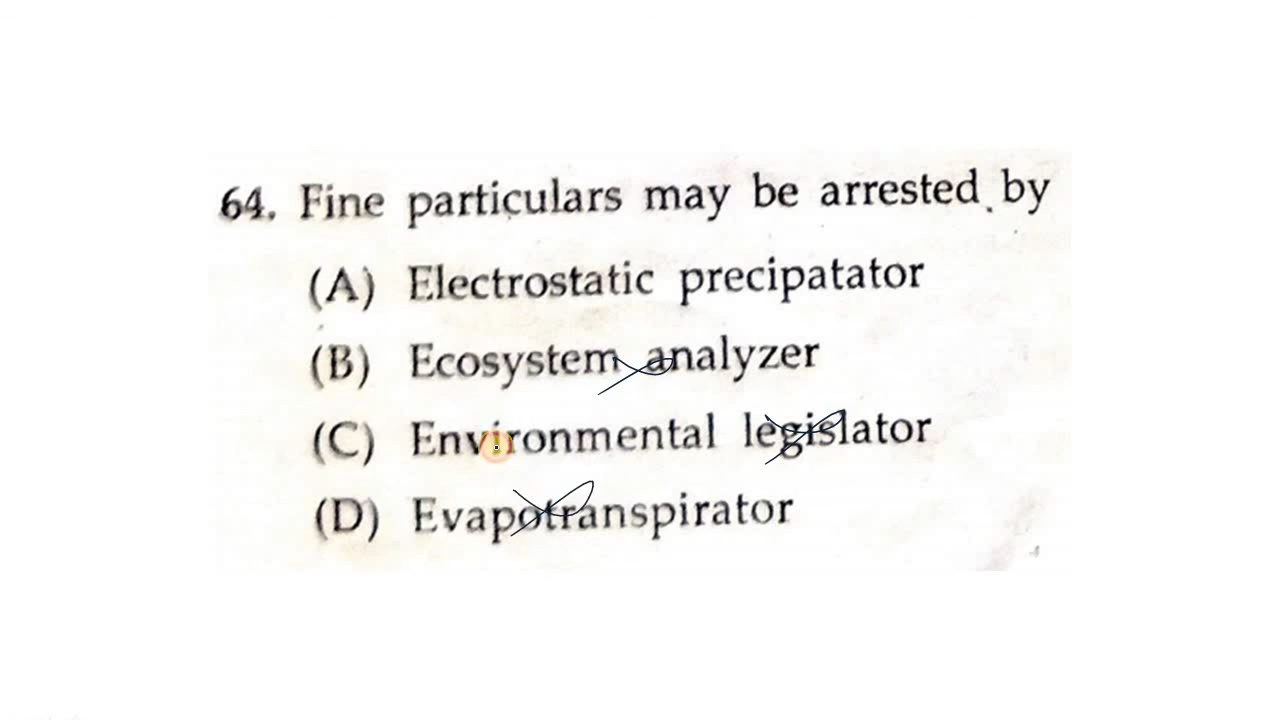 64. Fine particulars may be arrested by
(A) Electrostatic precipatator
(B) Ecosystem analyzer
(C) Environmental legislator
(D) Evapotranspirator